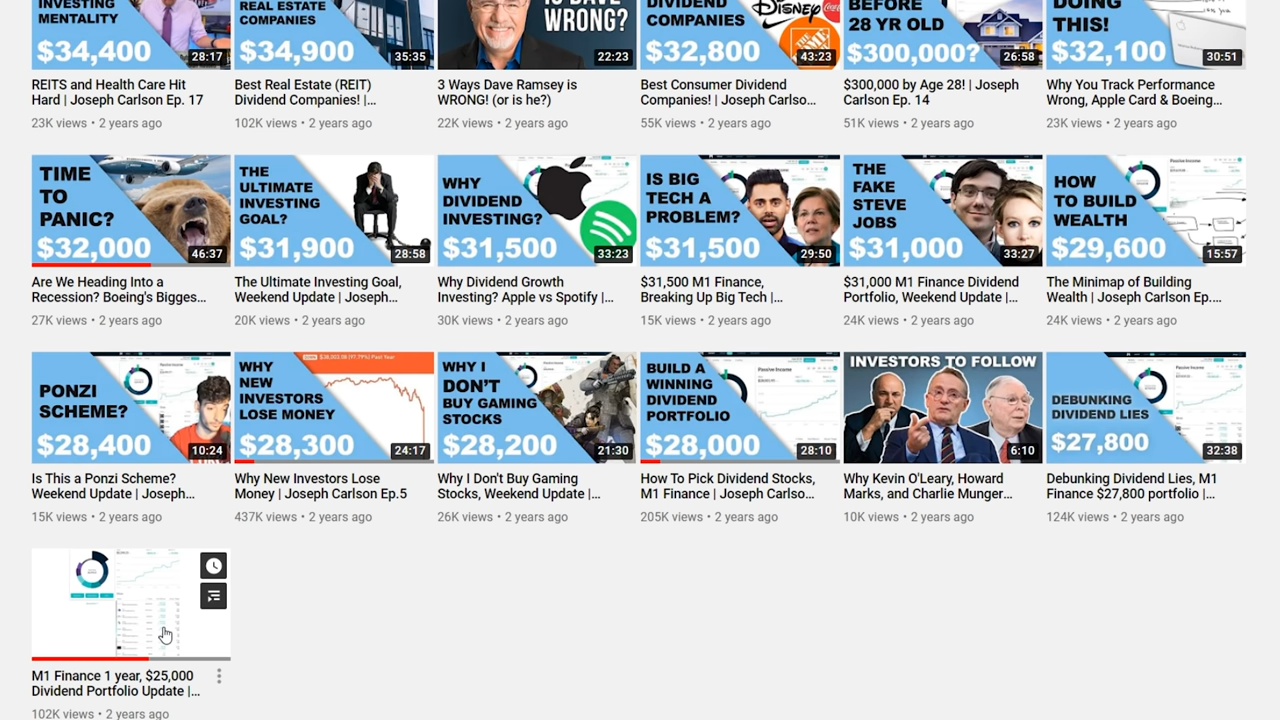 INVESTING MENTALITY
$34,400
28:17
REITS and Health Care Hit
Hard | Joseph Carlson Ep. 17
23K views • 2 years ago
REAL ESTATE
COMPANIES
$34,900
35:35
Best Real Estate (REIT)
Dividend Companies! |...
102K views • 2 years ago
IS DAVE
WRONG?
22:23
3 Ways Dave Ramsey is
WRONG! (or is he?)
22K views • 2 years ago
DIVIDEND
COMPANIES
Disney
$32,800
43:23
Best Consumer Dividend
Companies! | Joseph Carlso...
55K views • 2 years ago
BEFORE
28 YR OLD
$300,000?
26:58
$300,000 by Age 28! | Joseph
Carlson Ep. 14
51K views • 2 years ago
DOING
THIS!
$32,100
30:51
Why You Track Performance
Wrong, Apple Card & Boeing...
23K views • 2 years ago
TIME
TO
PANIC?
$32,000
46:37
Are We Heading Into a
Recession? Boeing's Bigges...
27K views • 2 years ago
THE
ULTIMATE
INVESTING
GOAL?
$31,900
28:58
The Ultimate Investing Goal,
Weekend Update | Joseph...
20K views • 2 years ago
WHY
DIVIDEND
INVESTING?
$31,500
33:23
Why Dividend Growth
Investing? Apple vs Spotify |...
30K views • 2 years ago
IS BIG
TECH A
PROBLEM?
$31,500
29:50
$31,500 M1 Finance,
Breaking Up Big Tech |...
15K views • 2 years ago
THE
FAKE
STEVE
JOBS
$31,000
33:27
$31,000 M1 Finance Dividend
Portfolio, Weekend Update |...
24K views • 2 years ago
HOW
TO BUILD
WEALTH
Passive Income
$29,600
15:57
The Minimap of Building
Wealth | Joseph Carlson Ep....
24K views • 2 years ago
PONZI
SCHEME?
$28,400
10:24
Is This a Ponzi Scheme?
Weekend Update | Joseph...
15K views • 2 years ago
WHY
NEW
INVESTORS
LOSE MONEY
$28,300
24:17
Why New Investors Lose
Money | Joseph Carlson Ep.5
437K views • 2 years ago
WHY I
DON'T
BUY GAMING
STOCKS
$28,200
21:30
Why I Don't Buy Gaming
Stocks, Weekend Update |...
26K views • 2 years ago
BUILD A
WINNING
DIVIDEND
PORTFOLIO
Passive Income
$28,000
28:10
How To Pick Dividend Stocks,
M1 Finance | Joseph Carlso...
205K views • 2 years ago
INVESTORS TO FOLLOW
6:10
Why Kevin O'Leary, Howard
Marks, and Charlie Munger...
10K views • 2 years ago
DEBUNKING
DIVIDEND LIES
Passive Income
$27,800
32:38
Debunking Dividend Lies, M1
Finance $27,800 portfolio |...
124K views • 2 years ago
M1 Finance 1 year, $25,000
Dividend Portfolio Update |...
102K views • 2 years ago